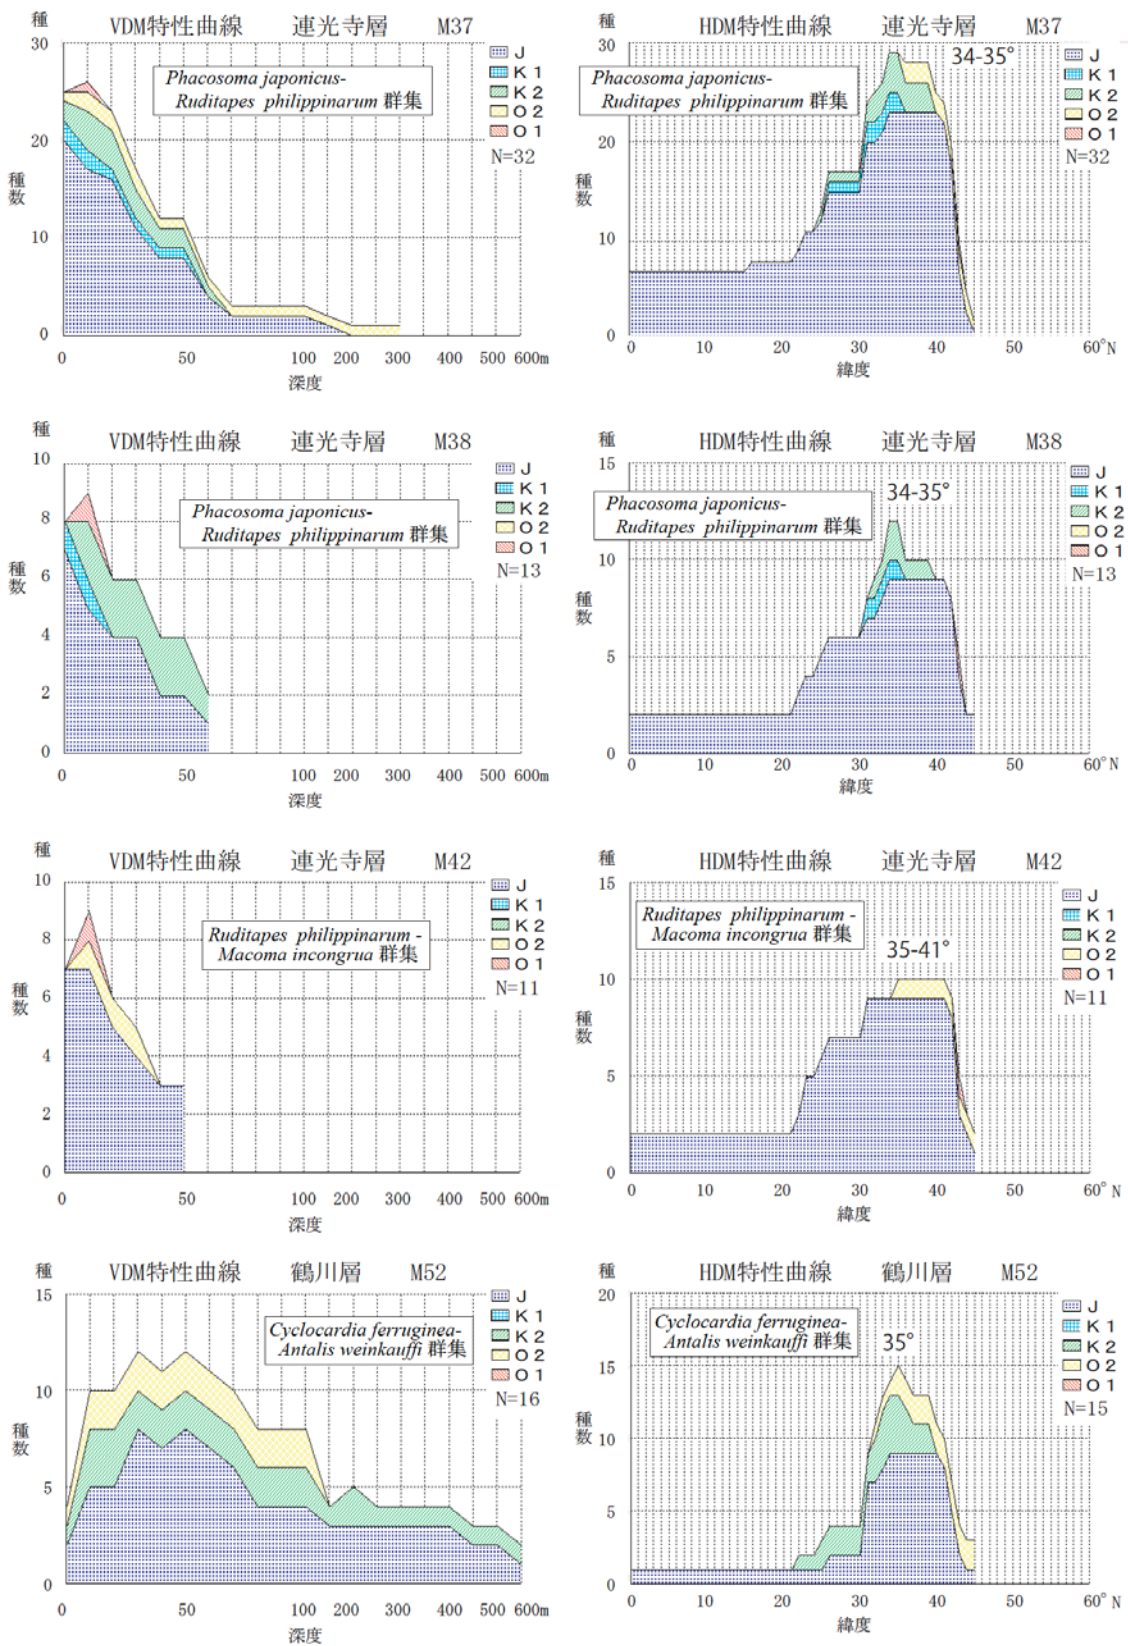 種 VDM特性曲線 連光寺層 M37
30
20
10
0
種数
Phacosoma japonicus-
Ruditapes philippinarum 群集
J
K 1
K 2
O 2
O 1
N=32
0 50 100 200 300 400 500 600m
深度
種 HDM特性曲線 連光寺層 M37
30
20
10
0
種数
Phacosoma japonicus-
Ruditapes philippinarum 群集
34-35°
J
K 1
K 2
O 2
O 1
N=32
0 10 20 30 40 50 60°N
緯度
種 VDM特性曲線 連光寺層 M38
10
8
6
4
2
0
種数
Phacosoma japonicus-
Ruditapes philippinarum 群集
J
K 1
K 2
O 2
O 1
N=13
0 50 100 200 300 400 500 600m
深度
種 HDM特性曲線 連光寺層 M38
15
10
5
0
種数
Phacosoma japonicus-
Ruditapes philippinarum 群集
34-35°
J
K 1
K 2
O 2
O 1
N=13
0 10 20 30 40 50 60°N
緯度
種 VDM特性曲線 連光寺層 M42
10
8
6
4
2
0
種数
Ruditapes philippinarum -
Macoma incongrua 群集
J
K 1
K 2
O 2
O 1
N=11
0 50 100 200 300 400 500 600m
深度
種 HDM特性曲線 連光寺層 M42
15
10
5
0
種数
Ruditapes philippinarum -
Macoma incongrua 群集
35-41°
J
K 1
K 2
O 2
O 1
N=11
0 10 20 30 40 50 60°N
緯度
種 VDM特性曲線 鶴川層 M52
15
10
5
0
種数
Cyclocardia ferruginea-
Antalis weinkauffi 群集
J
K 1
K 2
O 2
O 1
N=16
0 50 100 200 300 400 500 600m
深度
種 HDM特性曲線 鶴川層 M52
20
15
10
5
0
種数
Cyclocardia ferruginea-
Antalis weinkauffi 群集
35°
J
K 1
K 2
O 2
O 1
N=15
0 10 20 30 40 50 60° N
緯度